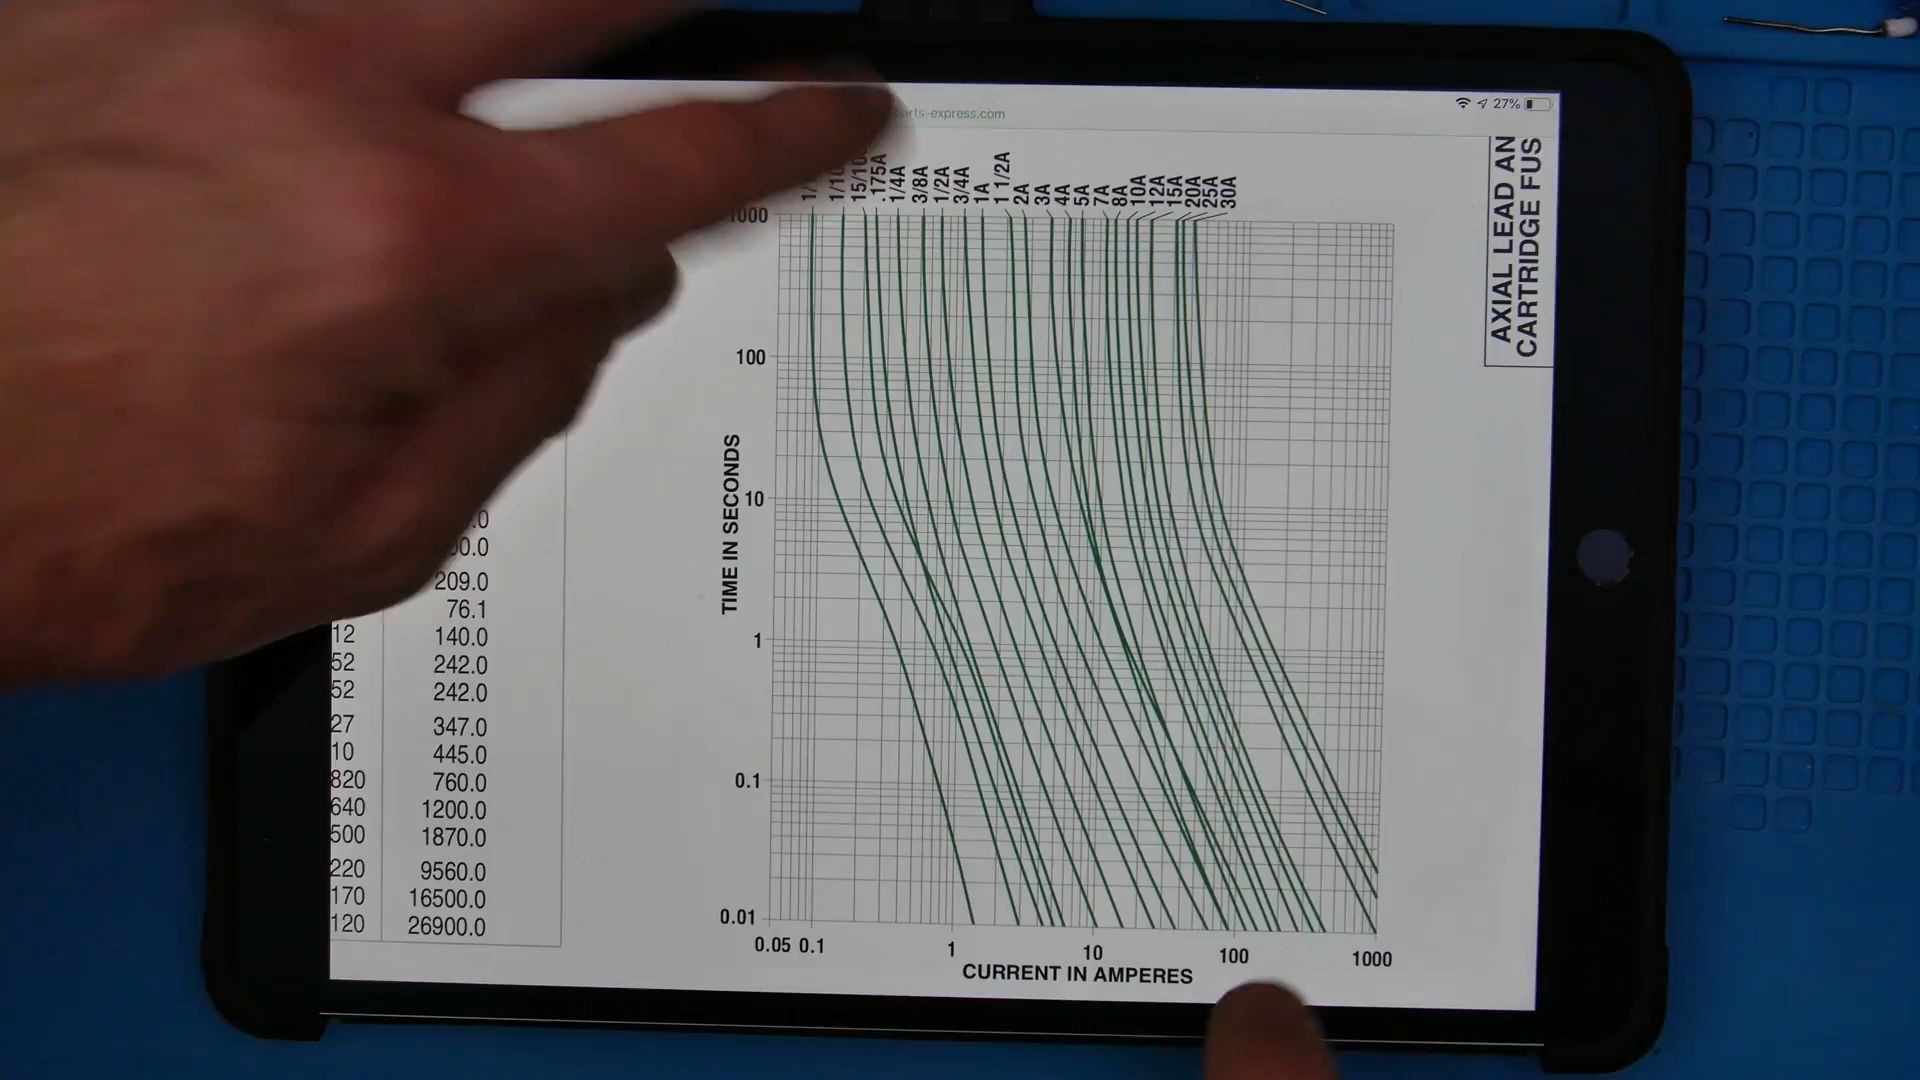 27%
arts-express.com
AXIAL LEAD AN
CARTRIDGE FUS
15/10
.175A
1/4A
3/8A
1/2A
3/4A
1A
1 1/2A
2A
3A
4A
5A
7A
8A
10A
12A
15A
20A
25A
30A
1000
100
10
1
0.1
0.01
TIME IN SECONDS
0.05 0.1 1 10 100 1000
CURRENT IN AMPERES
.0
00.0
209.0
76.1
12 140.0
52 242.0
52 242.0
27 347.0
10 445.0
820 760.0
640 1200.0
500 1870.0
220 9560.0
170 16500.0
120 26900.0